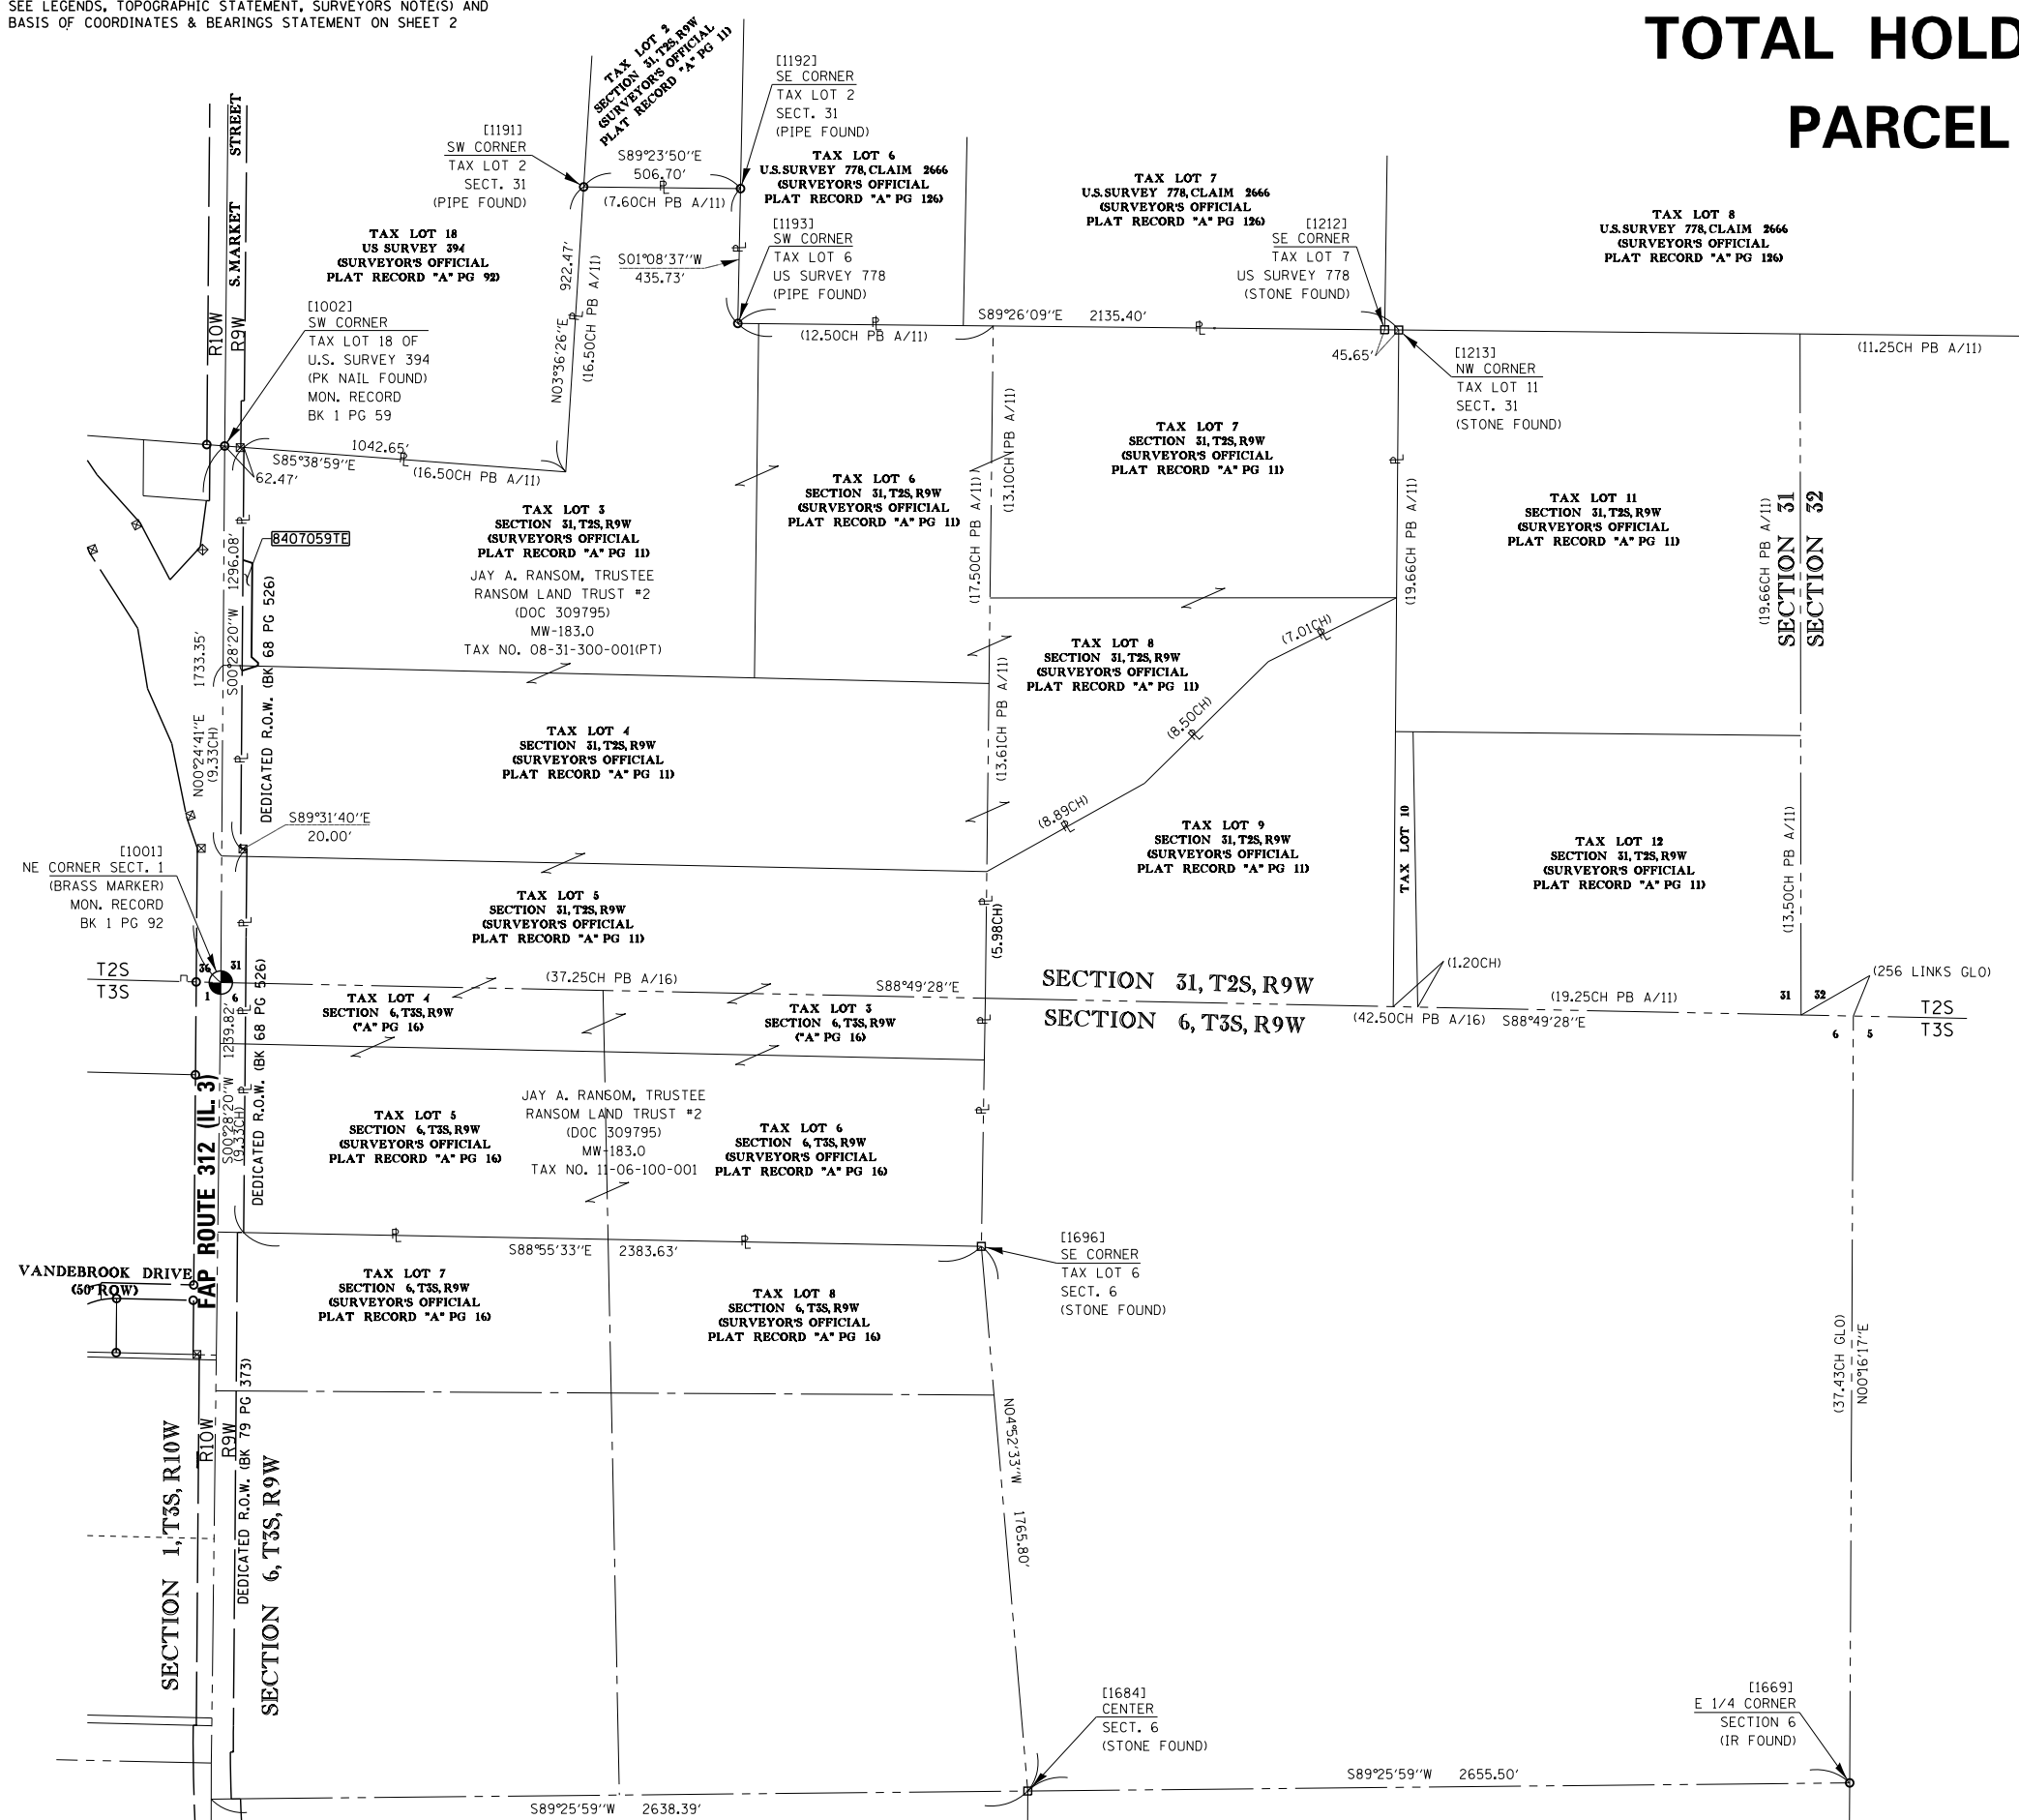 SEE LEGENDS, TOPOGRAPHIC STATEMENT, SURVEYORS NOTE(S) AND
BASIS OF COORDINATES & BEARINGS STATEMENT ON SHEET 2
TOTAL HOLD
PARCEL
TAX LOT 2
SECTION 31, T2S, R9W
(SURVEYOR'S OFFICIAL
PLAT RECORD "A" PG 11)
[1192]
SE CORNER
TAX LOT 2
SECT. 31
(PIPE FOUND)
[1191]
SW CORNER
TAX LOT 2
SECT. 31
(PIPE FOUND)
S89°23'50"E
506.70'
(7.60CH PB A/11)
TAX LOT 6
U.S. SURVEY 778, CLAIM 2666
(SURVEYOR'S OFFICIAL
PLAT RECORD "A" PG 126)
TAX LOT 7
U.S. SURVEY 778, CLAIM 2666
(SURVEYOR'S OFFICIAL
PLAT RECORD "A" PG 126)
TAX LOT 8
U.S. SURVEY 778, CLAIM 2666
(SURVEYOR'S OFFICIAL
PLAT RECORD "A" PG 126)
S. MARKET STREET
R10W
R9W
TAX LOT 18
US SURVEY 394
(SURVEYOR'S OFFICIAL
PLAT RECORD "A" PG 92)
[1193]
SW CORNER
TAX LOT 6
US SURVEY 778
(PIPE FOUND)
S01°08'37"W
435.73'
[1212]
SE CORNER
TAX LOT 7
US SURVEY 778
(STONE FOUND)
N03°36'26"E 922.47'
(16.50CH PB A/11)
[1002]
SW CORNER
TAX LOT 18 OF
U.S. SURVEY 394
(PK NAIL FOUND)
MON. RECORD
BK 1 PG 59
S89°26'09"E 2135.40'
(12.50CH PB A/11)
45.65'
[1213]
NW CORNER
TAX LOT 11
SECT. 31
(STONE FOUND)
(11.25CH PB A/11)
1042.65'
S85°38'59"E
(16.50CH PB A/11)
62.47'
(13.10CH PB A/11)
(17.50CH PB A/11)
(19.66CH PB A/11)
(19.66CH PB A/11)
SECTION 31
SECTION 32
TAX LOT 7
SECTION 31, T2S, R9W
(SURVEYOR'S OFFICIAL
PLAT RECORD "A" PG 11)
TAX LOT 6
SECTION 31, T2S, R9W
(SURVEYOR'S OFFICIAL
PLAT RECORD "A" PG 11)
TAX LOT 11
SECTION 31, T2S, R9W
(SURVEYOR'S OFFICIAL
PLAT RECORD "A" PG 11)
TAX LOT 3
SECTION 31, T2S, R9W
(SURVEYOR'S OFFICIAL
PLAT RECORD "A" PG 11)
JAY A. RANSOM, TRUSTEE
RANSOM LAND TRUST #2
(DOC 309795)
MW-183.0
TAX NO. 08-31-300-001(PT)
8407059TE
S00°28'20"W 1296.08'
N00°24'41"E 1733.35'
(9.33CH)
DEDICATED R.O.W. (BK 68 PG 526)
TAX LOT 8
SECTION 31, T2S, R9W
(SURVEYOR'S OFFICIAL
PLAT RECORD "A" PG 11)
(7.01CH)
(8.50CH)
(8.89CH)
(13.61CH PB A/11)
TAX LOT 4
SECTION 31, T2S, R9W
(SURVEYOR'S OFFICIAL
PLAT RECORD "A" PG 11)
TAX LOT 9
SECTION 31, T2S, R9W
(SURVEYOR'S OFFICIAL
PLAT RECORD "A" PG 11)
TAX LOT 10
TAX LOT 12
SECTION 31, T2S, R9W
(SURVEYOR'S OFFICIAL
PLAT RECORD "A" PG 11)
(13.50CH PB A/11)
S89°31'40"E
20.00'
[1001]
NE CORNER SECT. 1
(BRASS MARKER)
MON. RECORD
BK 1 PG 92
TAX LOT 5
SECTION 31, T2S, R9W
(SURVEYOR'S OFFICIAL
PLAT RECORD "A" PG 11)
(5.98CH)
T2S
T3S
36 31
1 6
(37.25CH PB A/16)
S88°49'28"E
SECTION 31, T2S, R9W
SECTION 6, T3S, R9W
(1.20CH)
(19.25CH PB A/11)
(42.50CH PB A/16) S88°49'28"E
(256 LINKS GLO)
31 32
6 5
T2S
T3S
TAX LOT 4
SECTION 6, T3S, R9W
("A" PG 16)
TAX LOT 3
SECTION 6, T3S, R9W
("A" PG 16)
S00°28'20"W 1239.82'
(9.33CH)
DEDICATED R.O.W. (BK 68 PG 526)
FAP ROUTE 312 (IL. 3)
JAY A. RANSOM, TRUSTEE
RANSOM LAND TRUST #2
(DOC 309795)
MW-183.0
TAX NO. 11-06-100-001
TAX LOT 5
SECTION 6, T3S, R9W
(SURVEYOR'S OFFICIAL
PLAT RECORD "A" PG 16)
TAX LOT 6
SECTION 6, T3S, R9W
(SURVEYOR'S OFFICIAL
PLAT RECORD "A" PG 16)
S88°55'33"E 2383.63'
[1696]
SE CORNER
TAX LOT 6
SECT. 6
(STONE FOUND)
VANDEBROOK DRIVE
(50' ROW)
TAX LOT 7
SECTION 6, T3S, R9W
(SURVEYOR'S OFFICIAL
PLAT RECORD "A" PG 16)
TAX LOT 8
SECTION 6, T3S, R9W
(SURVEYOR'S OFFICIAL
PLAT RECORD "A" PG 16)
(37.43CH GLO)
N00°16'17"E
N04°52'33"W 1765.80'
R10W
R9W
DEDICATED R.O.W. (BK 79 PG 373)
SECTION 1, T3S, R10W
SECTION 6, T3S, R9W
[1684]
CENTER
SECT. 6
(STONE FOUND)
[1669]
E 1/4 CORNER
SECTION 6
(IR FOUND)
S89°25'59"W 2655.50'
S89°25'59"W 2638.39'